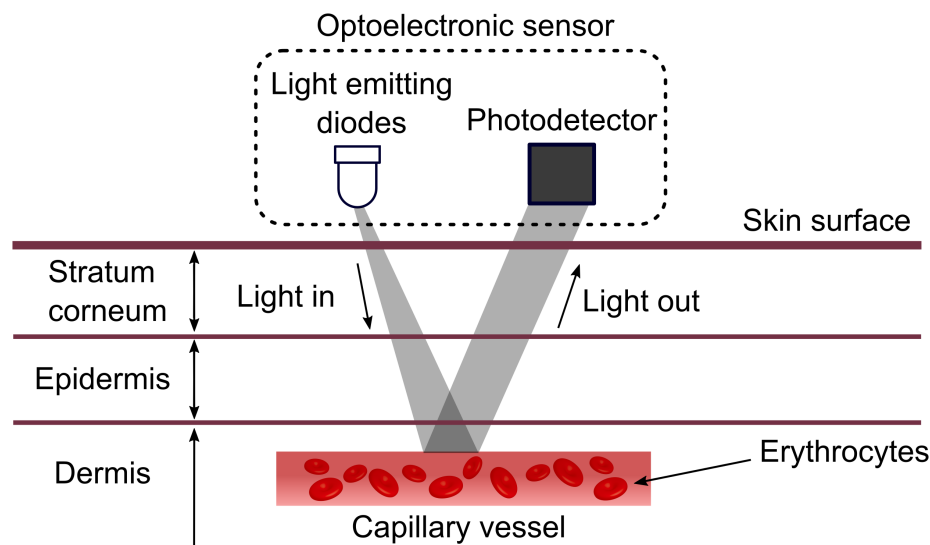 Optoelectronic sensor
Light emitting
diodes
Photodetector
Skin surface
Stratum
corneum
Light in
Light out
Epidermis
Dermis
Erythrocytes
Capillary vessel